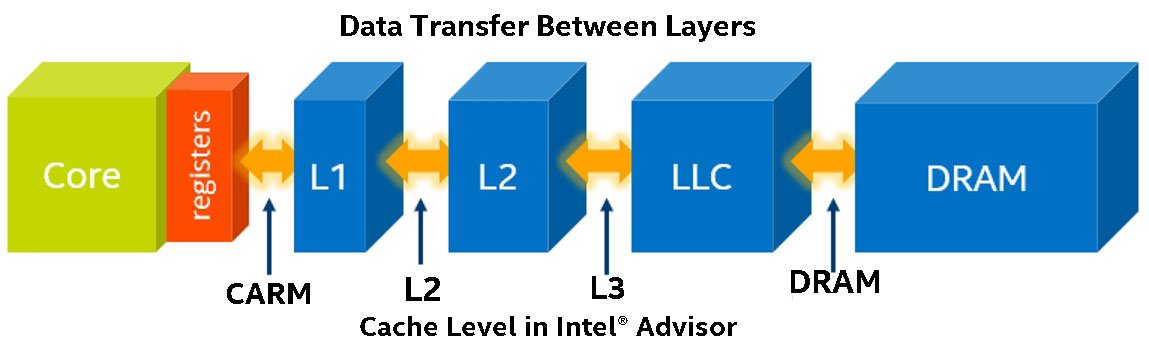 Data Transfer Between Layers
Core
registers
L1
L2
LLC
DRAM
CARM
L2
L3
DRAM
Cache Level in Intel® Advisor